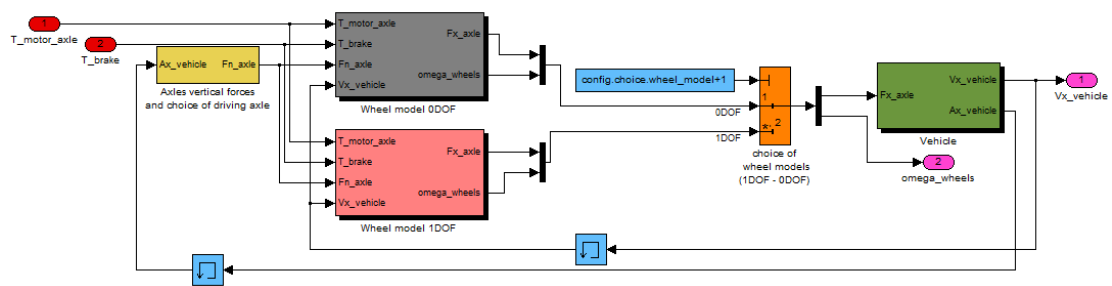 1
T_motor_axle
2
T_brake
Ax_vehicle
Fn_axle
Axles vertical forces
and choice of driving axle
T_motor_axle
T_brake
Fn_axle
Vx_vehicle
Fx_axle
omega_wheels
Wheel model 0DOF
T_motor_axle
T_brake
Fn_axle
Vx_vehicle
Fx_axle
omega_wheels
Wheel model 1DOF
config.choice.wheel_model+1
0DOF
1DOF
1
*, 2
choice of
wheel models
(1DOF - 0DOF)
Fx_axle
Vx_vehicle
Ax_vehicle
Vehicle
1
Vx_vehicle
2
omega_wheels